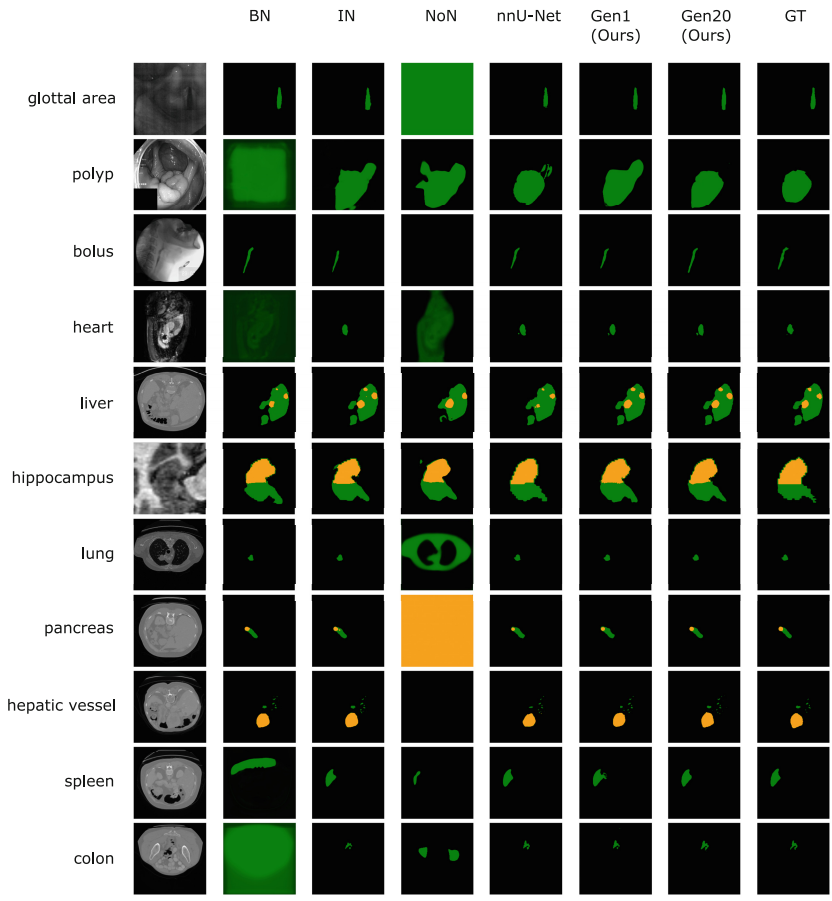 BN IN NoN nnU-Net Gen1 Gen20 GT
(Ours) (Ours)
glottal area
polyp
bolus
heart
liver
hippocampus
lung
pancreas
hepatic vessel
spleen
colon